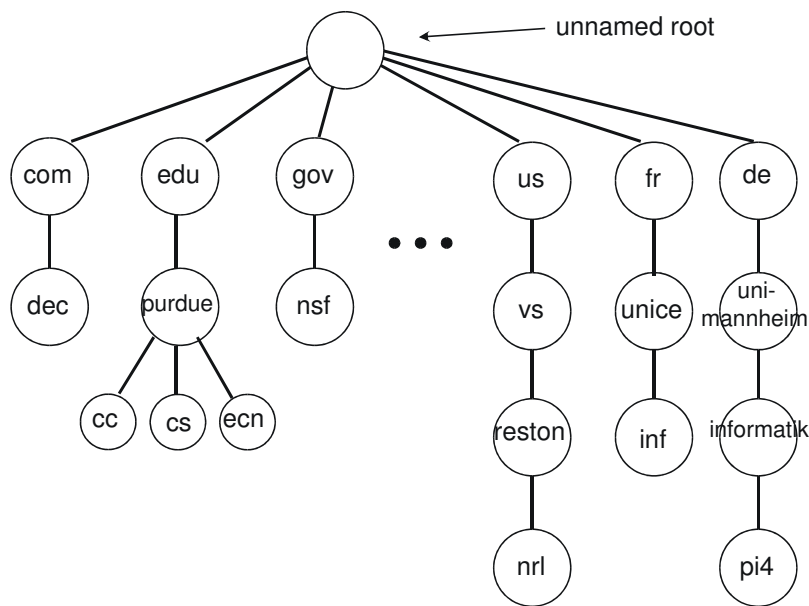 unnamed root
com
edu
gov
us
fr
de
dec
purdue
nsf
vs
unice
uni-
mannheim
cc
cs
ecn
reston
inf
informatik
nrl
pi4